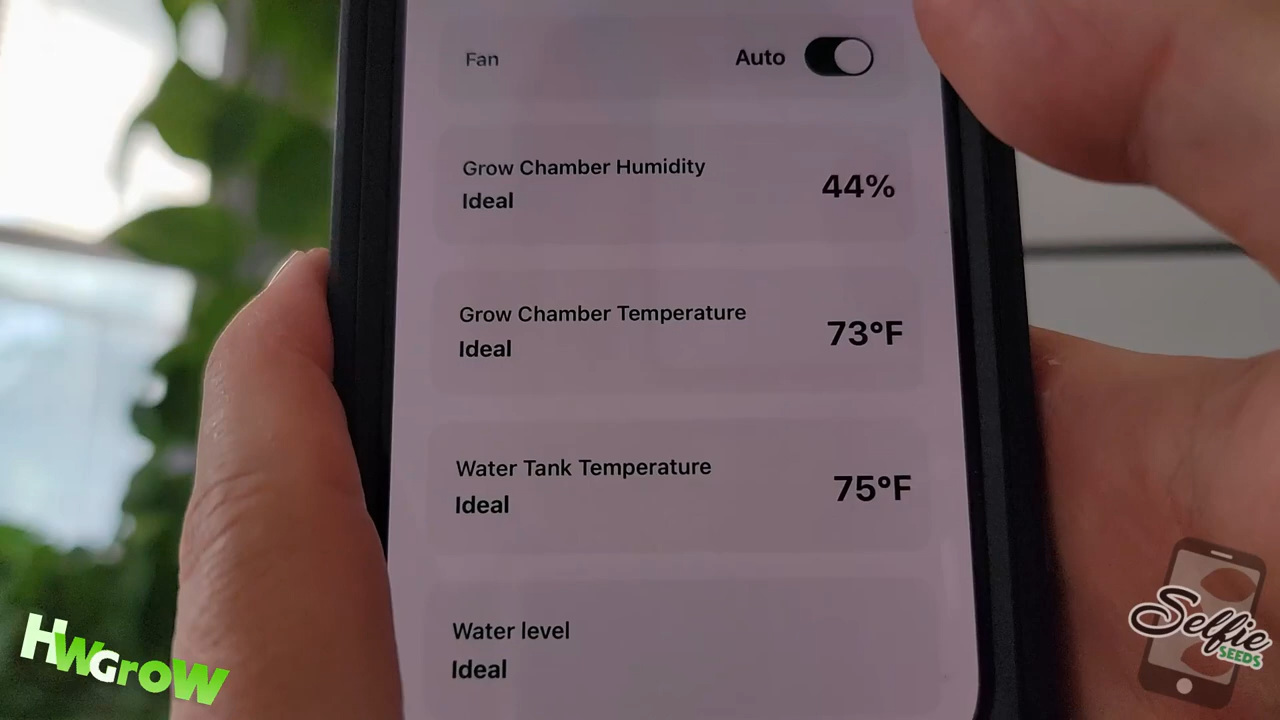 Fan
Auto
Grow Chamber Humidity
Ideal
44%
Grow Chamber Temperature
Ideal
73°F
Water Tank Temperature
Ideal
75°F
Water level
Ideal
HWGroW
Selfie
SEEDS